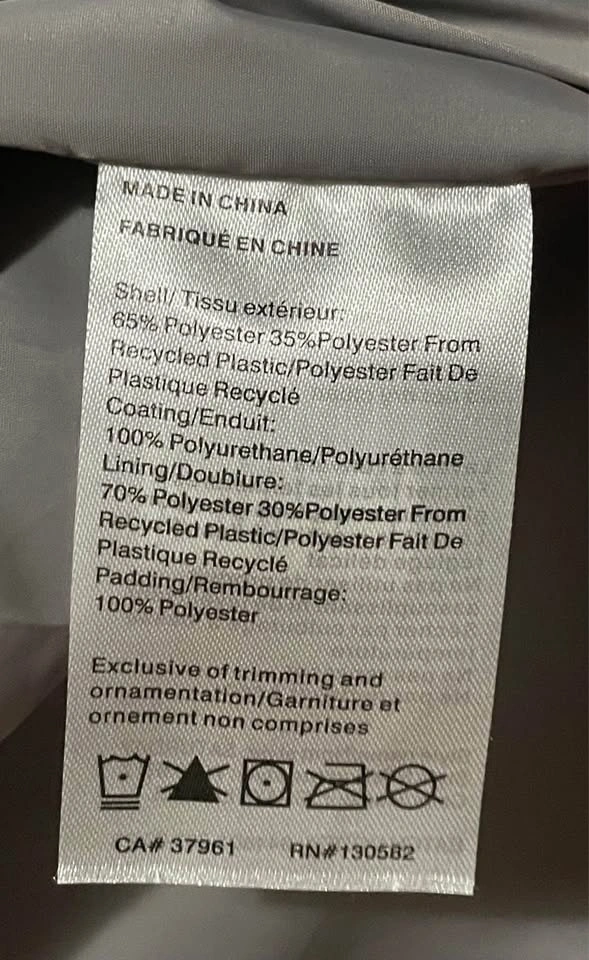 MADE IN CHINA
FABRIQUÉ EN CHINE
Shell/ Tissu extérieur:
65% Polyester 35%Polyester From
Recycled Plastic/Polyester Fait De
Plastique Recyclé
Coating/Enduit:
100% Polyurethane/Polyuréthane
Lining/Doublure:
70% Polyester 30%Polyester From
Recycled Plastic/Polyester Fait De
Plastique Recyclé
Padding/Rembourrage:
100% Polyester
Exclusive of trimming and
ornamentation/Garniture et
ornement non comprises
CA# 37961 RN#130582